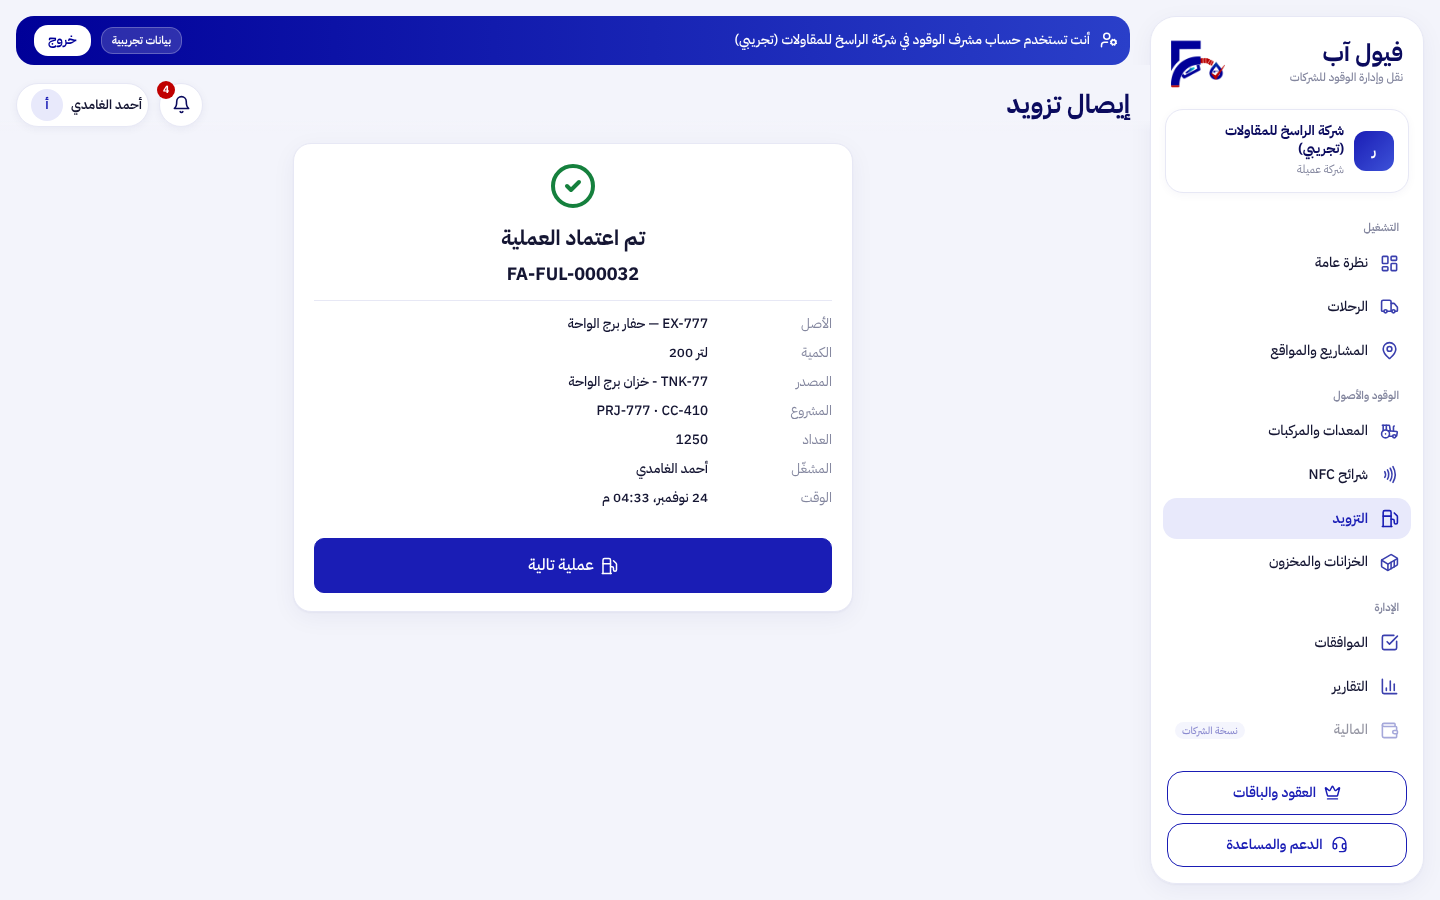 أنت تستخدم حساب مشرف الوقود في شركة الراسخ للمقاولات (تجريبي)
بيانات تجريبية
خروج
فيول آب
نقل وإدارة الوقود للشركات
شركة الراسخ للمقاولات
(تجريبي)
شركة عميلة
ر
التشغيل
نظرة عامة
الرحلات
المشاريع والمواقع
الوقود والأصول
المعدات والمركبات
شرائح NFC
التزويد
الخزانات والمخزون
الإدارة
الموافقات
التقارير
المالية
نسخة الشركات
العقود والباقات
الدعم والمساعدة
إيصال تزويد
4
أحمد الغامدي
أ
تم اعتماد العملية
FA-FUL-000032
الأصل EX-777 — حفار برج الواحة
الكمية 200 لتر
المصدر TNK-77 - خزان برج الواحة
المشروع PRJ-777 · CC-410
العداد 1250
المشغّل أحمد الغامدي
الوقت 24 نوفمبر، 04:33 م
عملية تالية